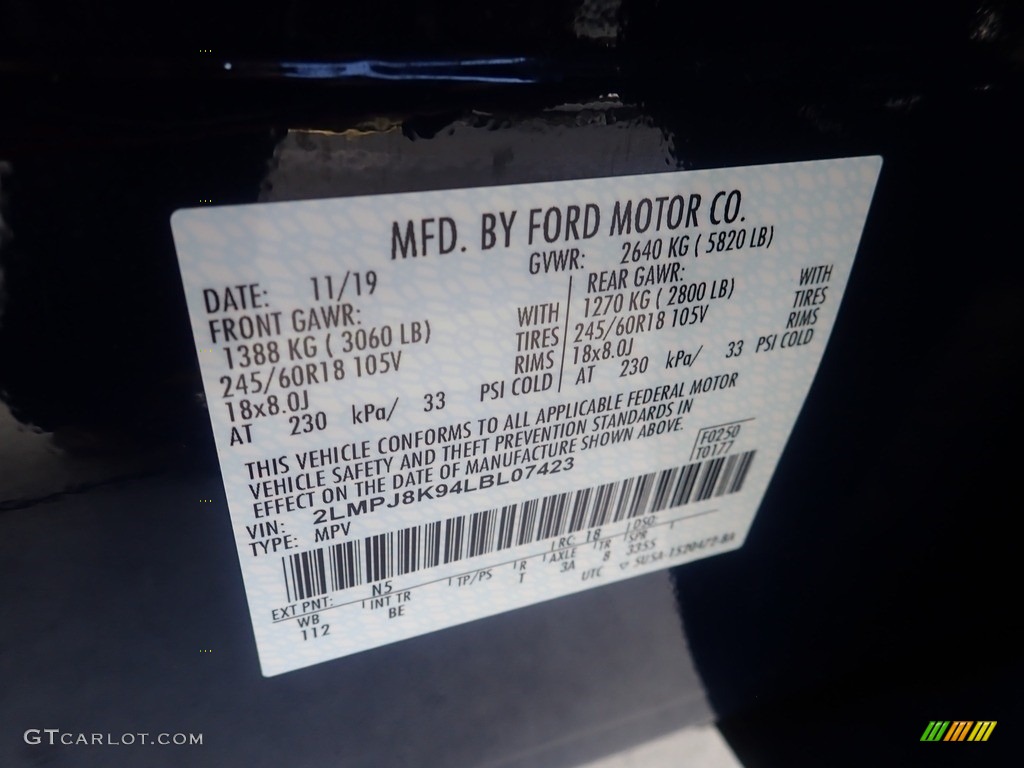 MFD. BY FORD MOTOR CO.
GVWR: 2640 KG ( 5820 LB)
DATE: 11/19
FRONT GAWR:
1388 KG ( 3060 LB) WITH
245/60R18 105V TIRES
18x8.0J RIMS
AT 230 kPa/ 33 PSI COLD
REAR GAWR: WITH
1270 KG ( 2800 LB) TIRES
245/60R18 105V RIMS
18x8.0J
AT 230 kPa/ 33 PSI COLD
THIS VEHICLE CONFORMS TO ALL APPLICABLE FEDERAL MOTOR
VEHICLE SAFETY AND THEFT PREVENTION STANDARDS IN
EFFECT ON THE DATE OF MANUFACTURE SHOWN ABOVE.
F0250
T0177
VIN: 2LMPJ8K94LBL07423
TYPE: MPV
EXT PNT: N5 RC: 18 DSO:
WB INT TR TP/PS R AXLE TR SPR
112 BE T 3A 8 3355
UTC
GTCARLOT.COM